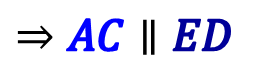 ⇒ AC ∥ ED